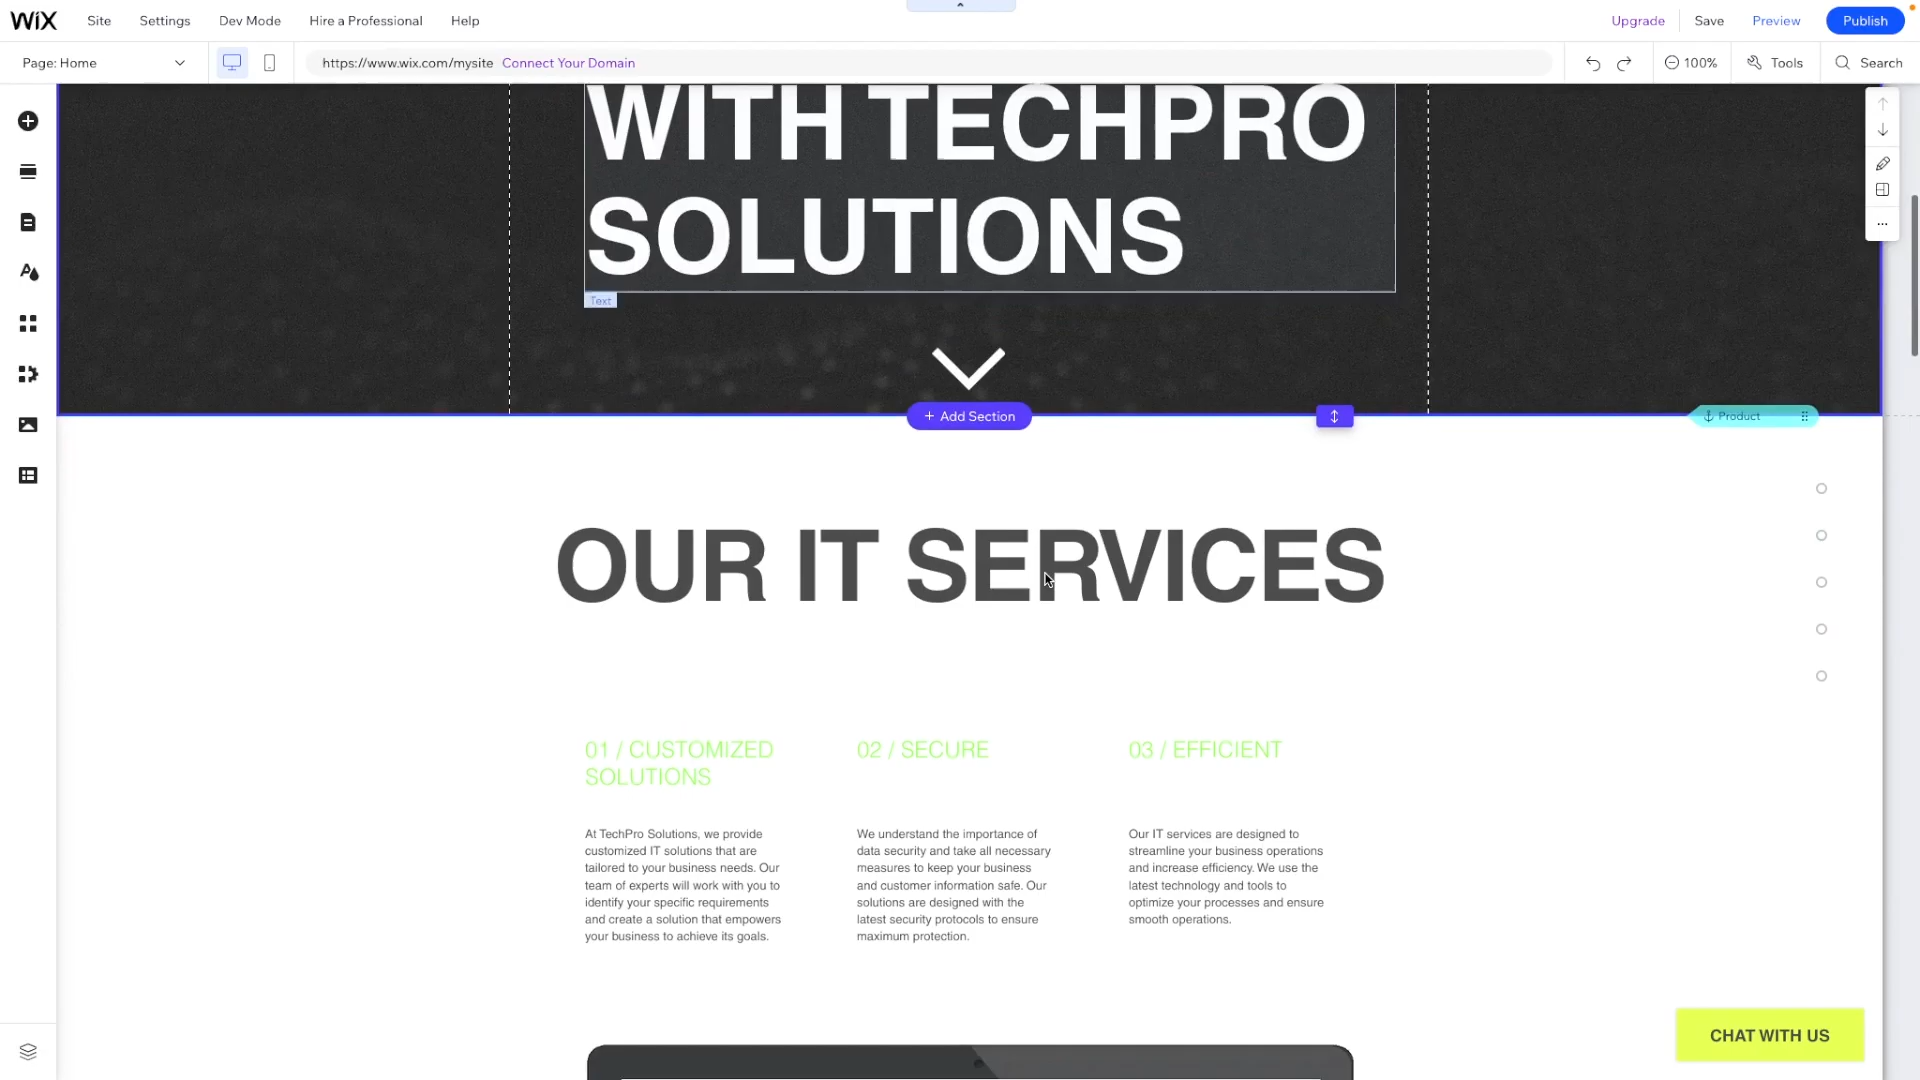 WIX Site Settings Dev Mode Hire a Professional Help Upgrade Save Preview Publish
Page: Home https://www.wix.com/mysite Connect Your Domain 100% Tools Search
WITH TECHPRO
SOLUTIONS
Text
+ Add Section
Product
OUR IT SERVICES
01 / CUSTOMIZED
SOLUTIONS
At TechPro Solutions, we provide
customized IT solutions that are
tailored to your business needs. Our
team of experts will work with you to
identify your specific requirements
and create a solution that empowers
your business to achieve its goals.
02 / SECURE
We understand the importance of
data security and take all necessary
measures to keep your business
and customer information safe. Our
solutions are designed with the
latest security protocols to ensure
maximum protection.
03 / EFFICIENT
Our IT services are designed to
streamline your business operations
and increase efficiency. We use the
latest technology and tools to
optimize your processes and ensure
smooth operations.
CHAT WITH US